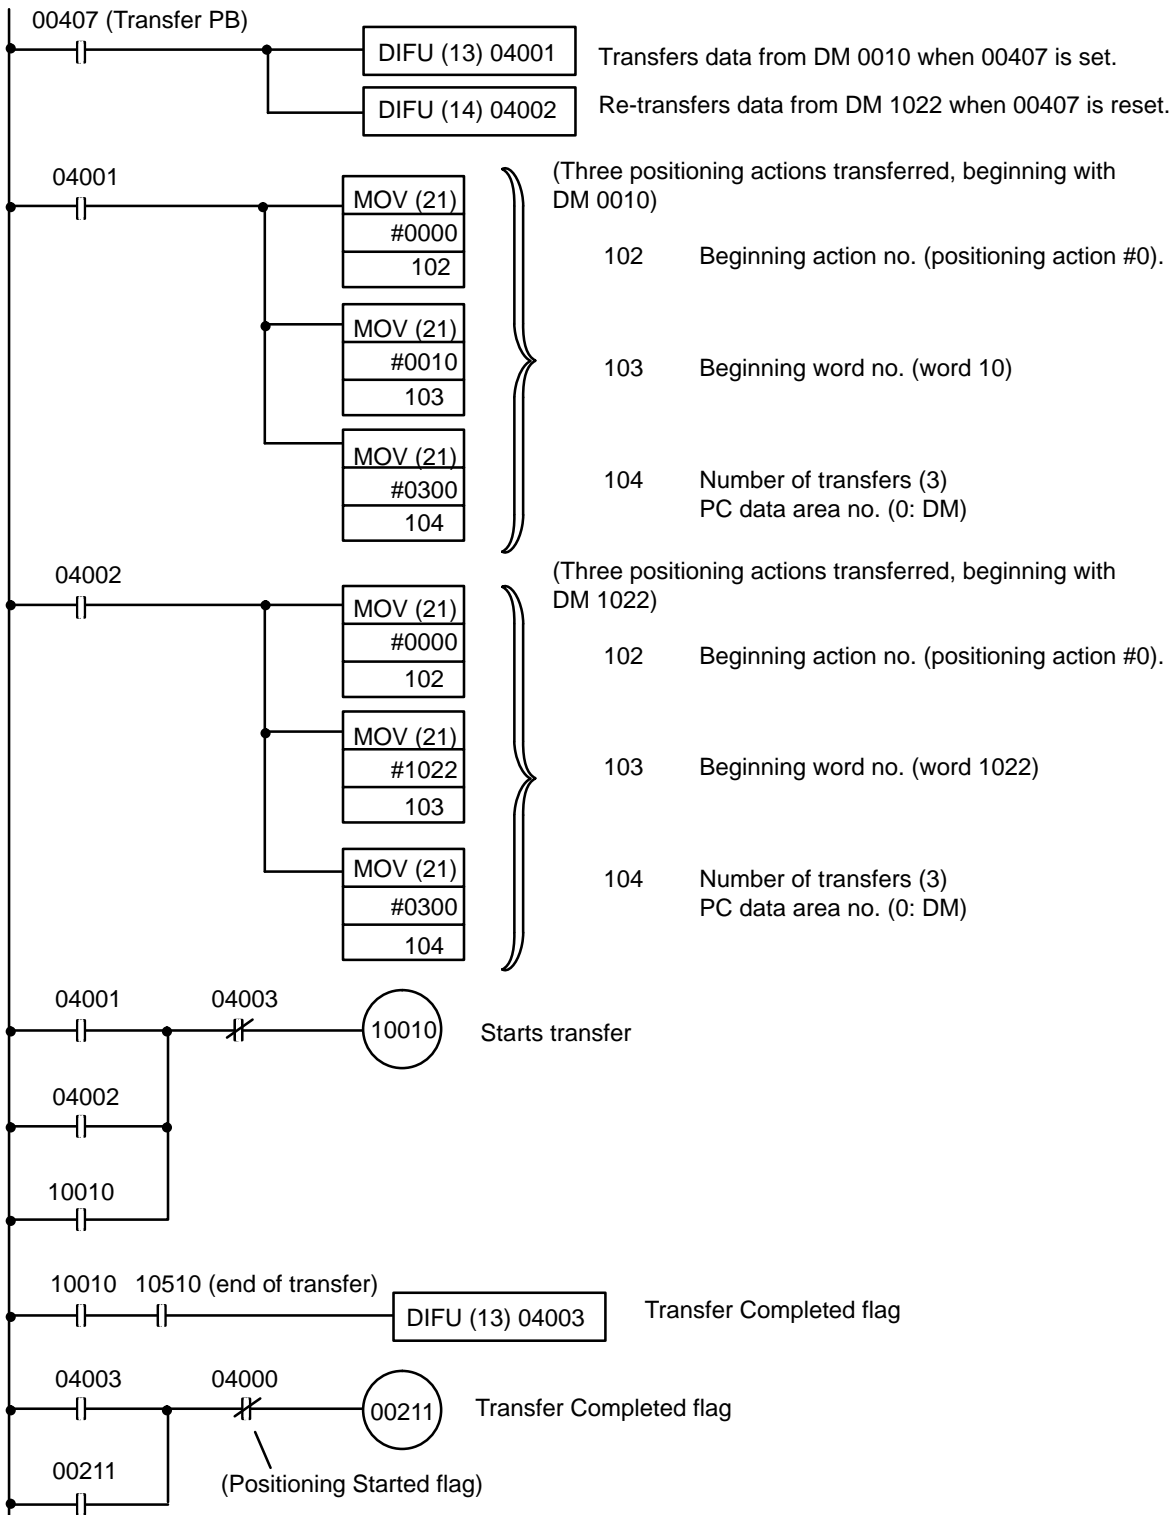 00407 (Transfer PB)
DIFU (13) 04001
Transfers data from DM 0010 when 00407 is set.
DIFU (14) 04002
Re-transfers data from DM 1022 when 00407 is reset.
(Three positioning actions transferred, beginning with
DM 0010)
04001
MOV (21)
#0000
102
102 Beginning action no. (positioning action #0).
MOV (21)
#0010
103
103 Beginning word no. (word 10)
MOV (21)
#0300
104
104 Number of transfers (3)
PC data area no. (0: DM)
(Three positioning actions transferred, beginning with
DM 1022)
04002
MOV (21)
#0000
102
102 Beginning action no. (positioning action #0).
MOV (21)
#1022
103
103 Beginning word no. (word 1022)
MOV (21)
#0300
104
104 Number of transfers (3)
PC data area no. (0: DM)
04001 04003
10010
Starts transfer
04002
10010
10010 10510 (end of transfer)
DIFU (13) 04003
Transfer Completed flag
04003 04000
00211
Transfer Completed flag
00211
(Positioning Started flag)